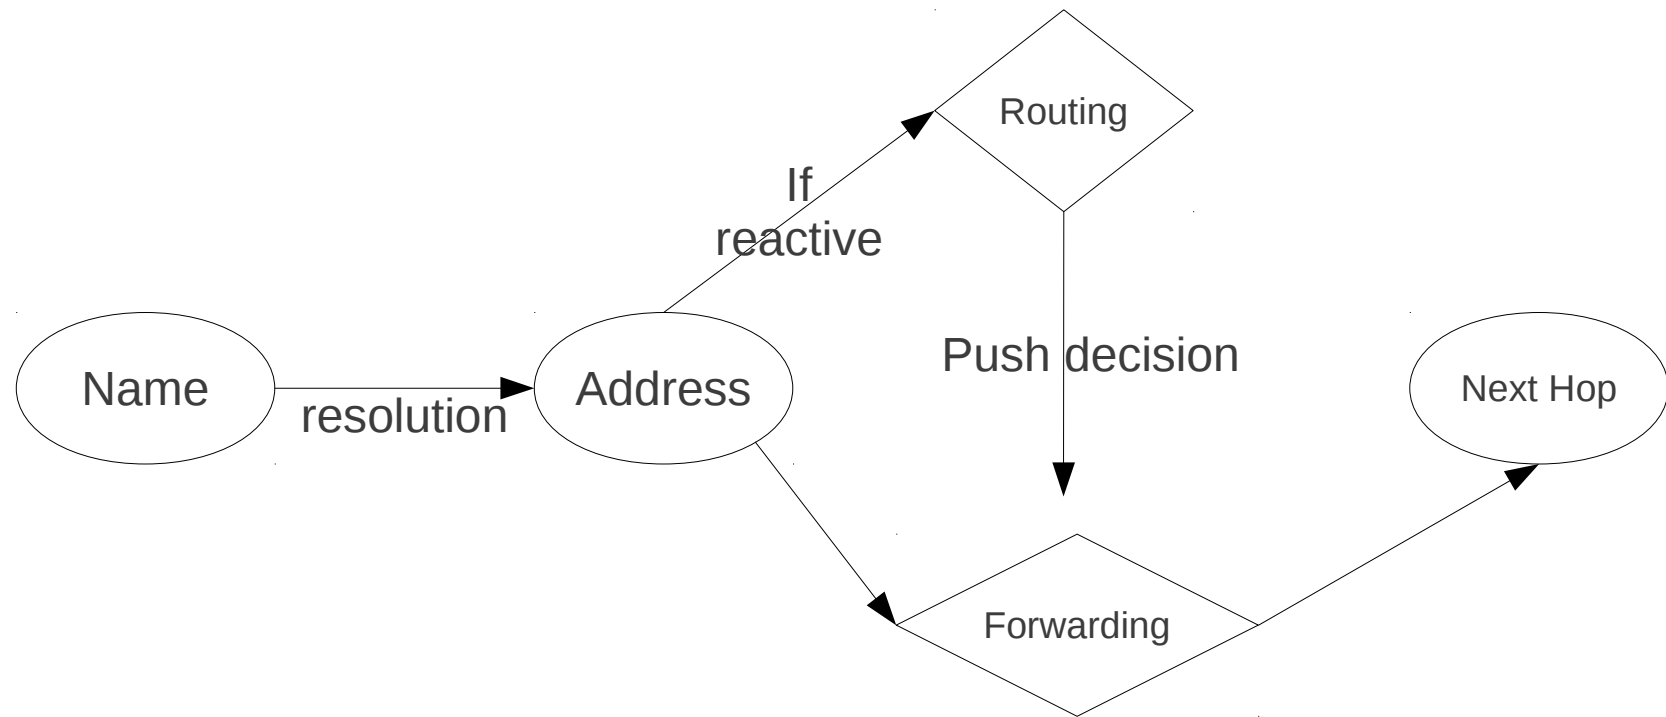 Routing
If
reactive
Push decision
Name
resolution
Address
Next Hop
Forwarding